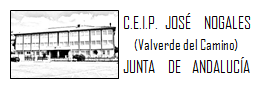 C.E.I.P. JOSÉ NOGALES
(Valverde del Camino)
JUNTA DE ANDALUCÍA